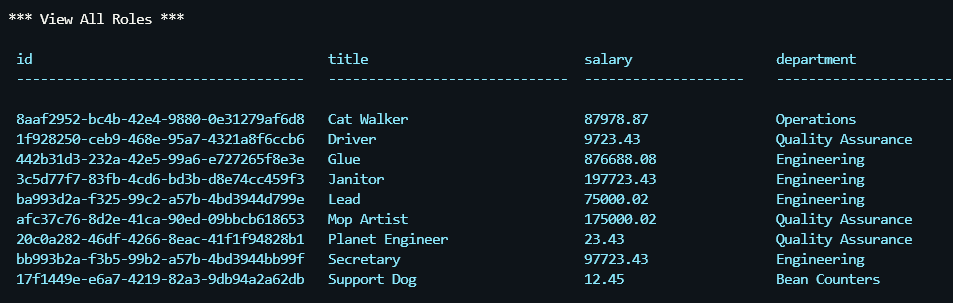 *** View All Roles ***
id title salary department
------------------------------------ ------------------------------ -------------------- ----------------------
8aaf2952-bc4b-42e4-9880-0e31279af6d8 Cat Walker 87978.87 Operations
1f928250-ceb9-468e-95a7-4321a8f6ccb6 Driver 9723.43 Quality Assurance
442b31d3-232a-42e5-99a6-e727265f8e3e Glue 876688.08 Engineering
3c5d77f7-83fb-4cd6-bd3b-d8e74cc459f3 Janitor 197723.43 Engineering
ba993d2a-f325-99c2-a57b-4bd3944d799e Lead 75000.02 Engineering
afc37c76-8d2e-41ca-90ed-09bbcb618653 Mop Artist 175000.02 Quality Assurance
20c0a282-46df-4266-8eac-41f1f94828b1 Planet Engineer 23.43 Quality Assurance
bb993b2a-f3b5-99b2-a57b-4bd3944bb99f Secretary 97723.43 Engineering
17f1449e-e6a7-4219-82a3-9db94a2a62db Support Dog 12.45 Bean Counters